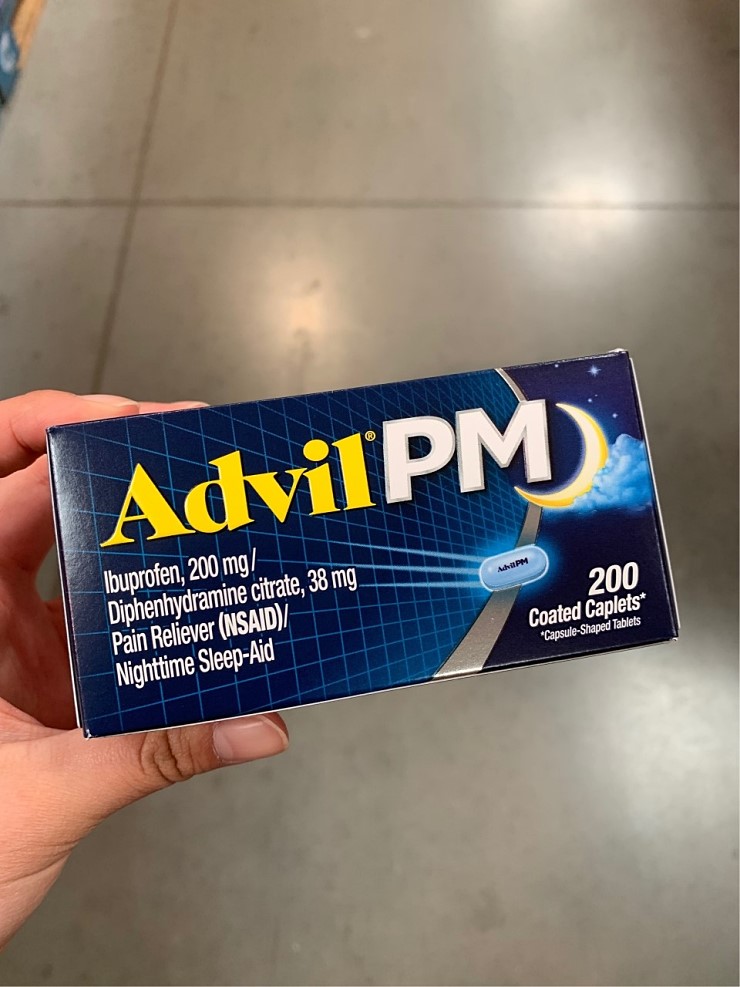 Advil® PM
Ibuprofen, 200 mg/
Diphenhydramine citrate, 38 mg
Pain Reliever (NSAID)/
Nighttime Sleep-Aid
Advil PM
200
Coated Caplets*
*Capsule-Shaped Tablets